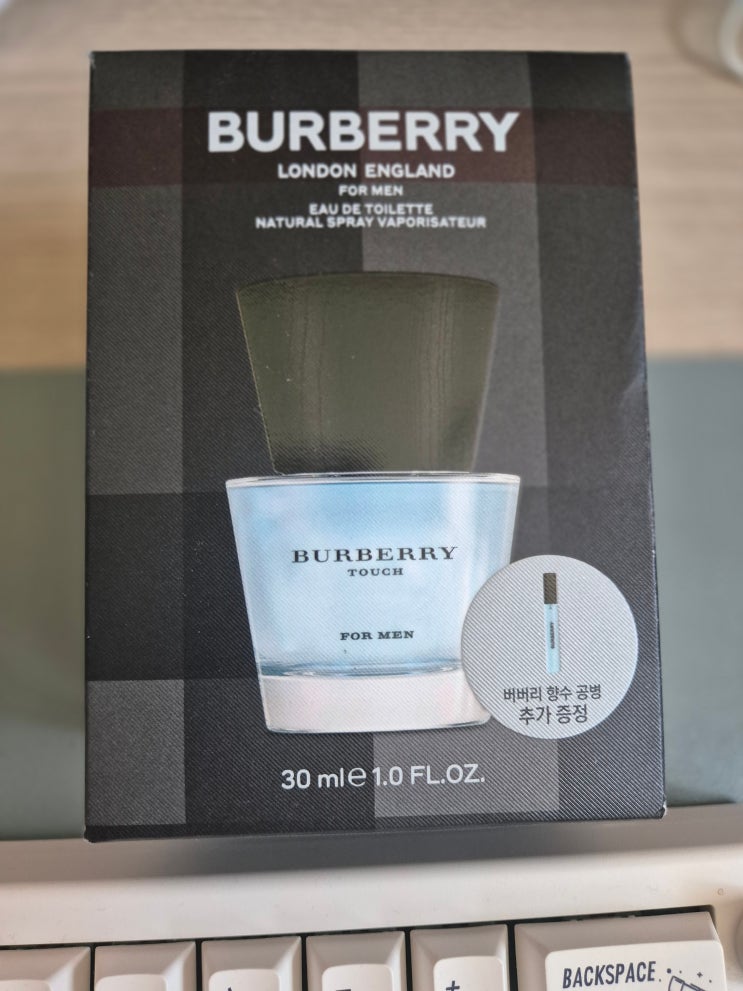 BURBERRY
LONDON ENGLAND
FOR MEN
EAU DE TOILETTE
NATURAL SPRAY VAPORISATEUR
BURBERRY
TOUCH
FOR MEN
BURBERRY
버버리 향수 공병
추가 증정
30 ml e 1.0 FL.OZ.
BACKSPACE